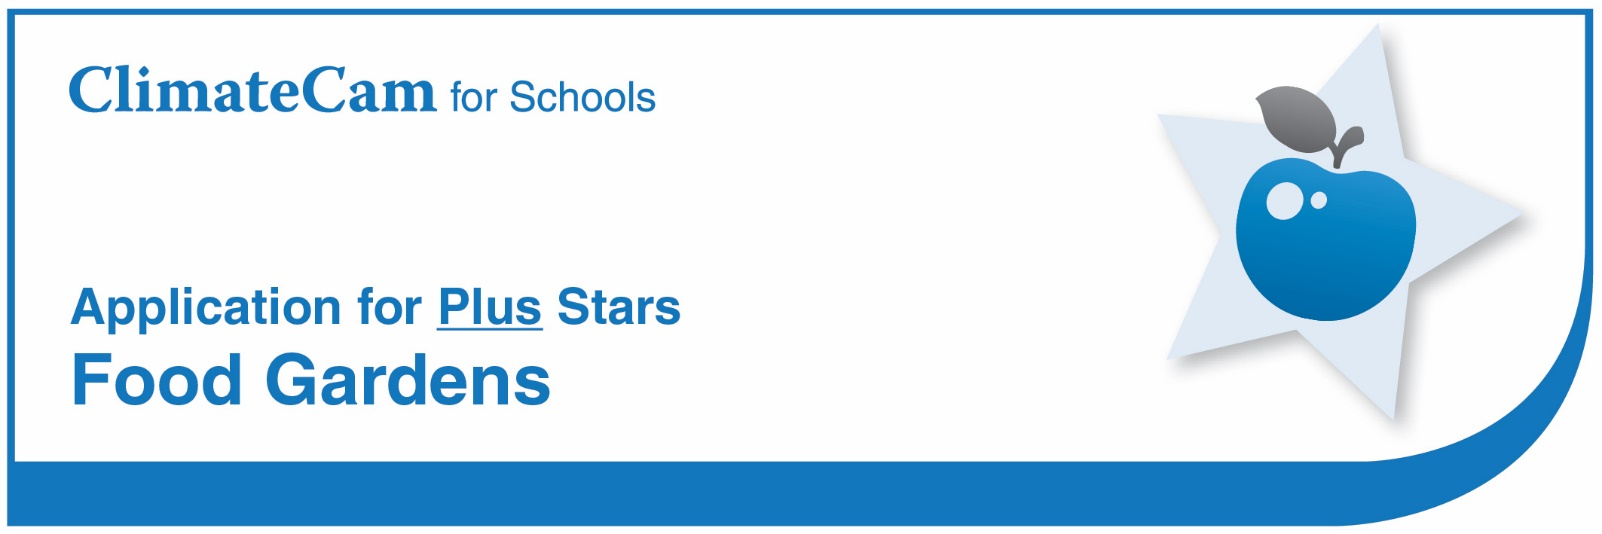 ClimateCam for Schools
Application for Plus Stars
Food Gardens